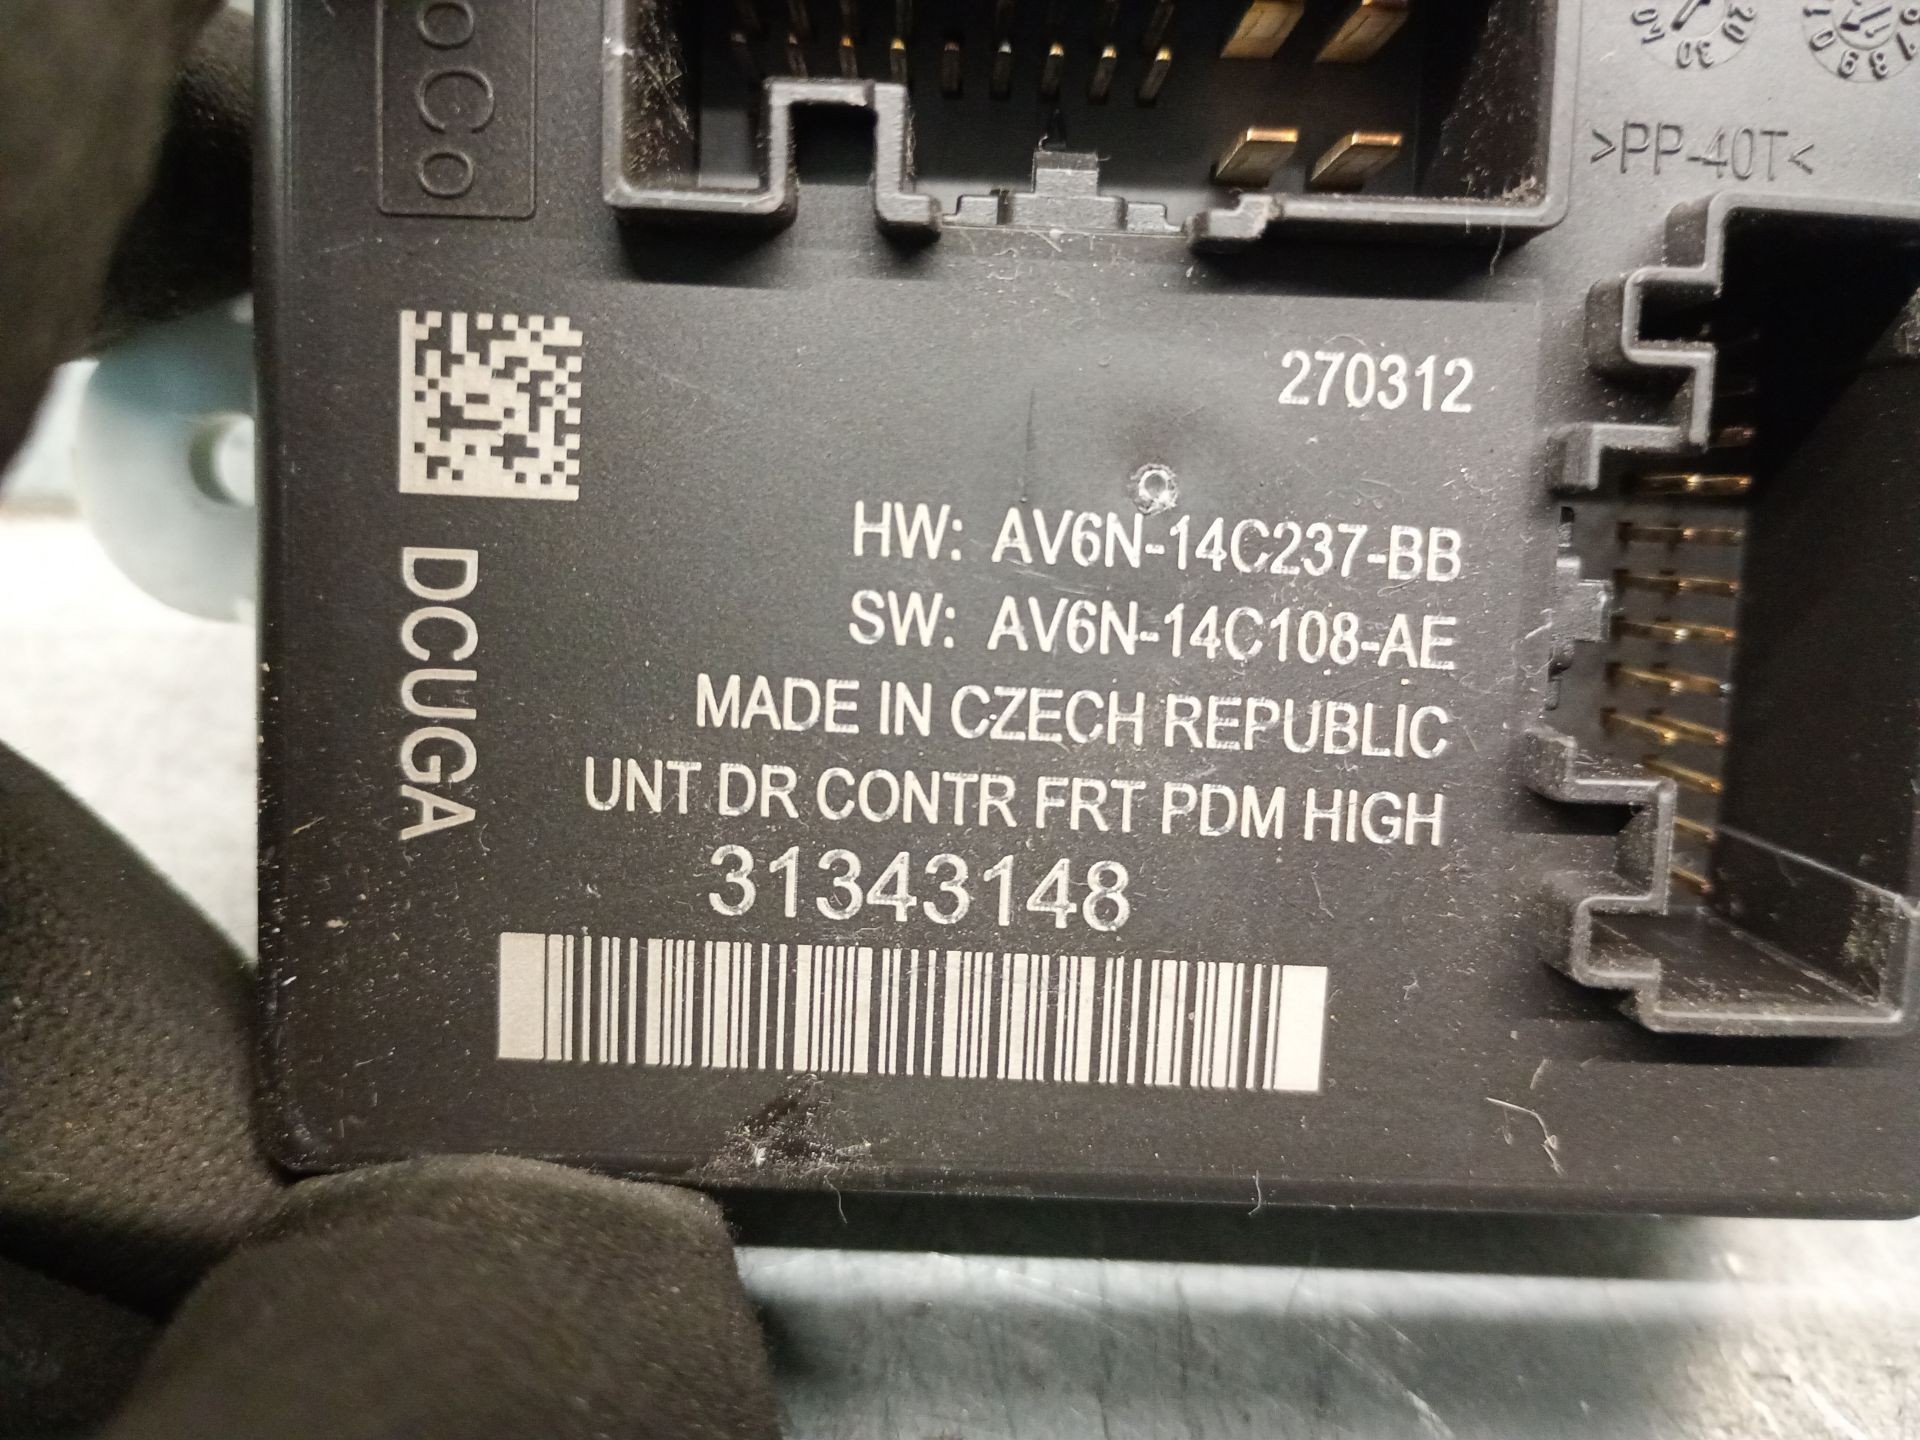 oCo
>PP-40T<
270312
HW: AV6N-14C237-BB
SW: AV6N-14C108-AE
MADE IN CZECH REPUBLIC
UNT DR CONTR FRT PDM HIGH
31343148
DCUGA